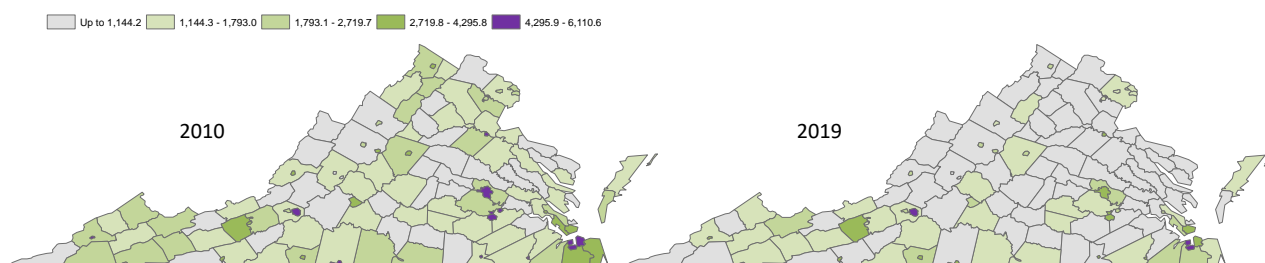 Up to 1,144.2 1,144.3 - 1,793.0 1,793.1 - 2,719.7 2,719.8 - 4,295.8 4,295.9 - 6,110.6
2010 2019